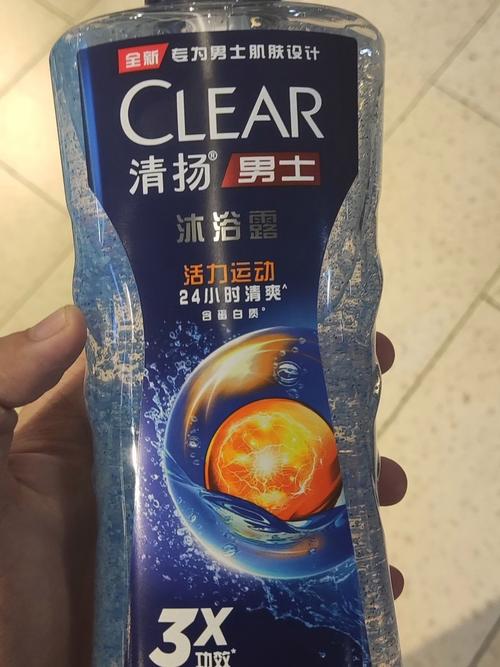 全新 专为男士肌肤设计
CLEAR
清扬® 男士
沐浴露
活力运动
24小时清爽^
含蛋白质°
3X
功效*